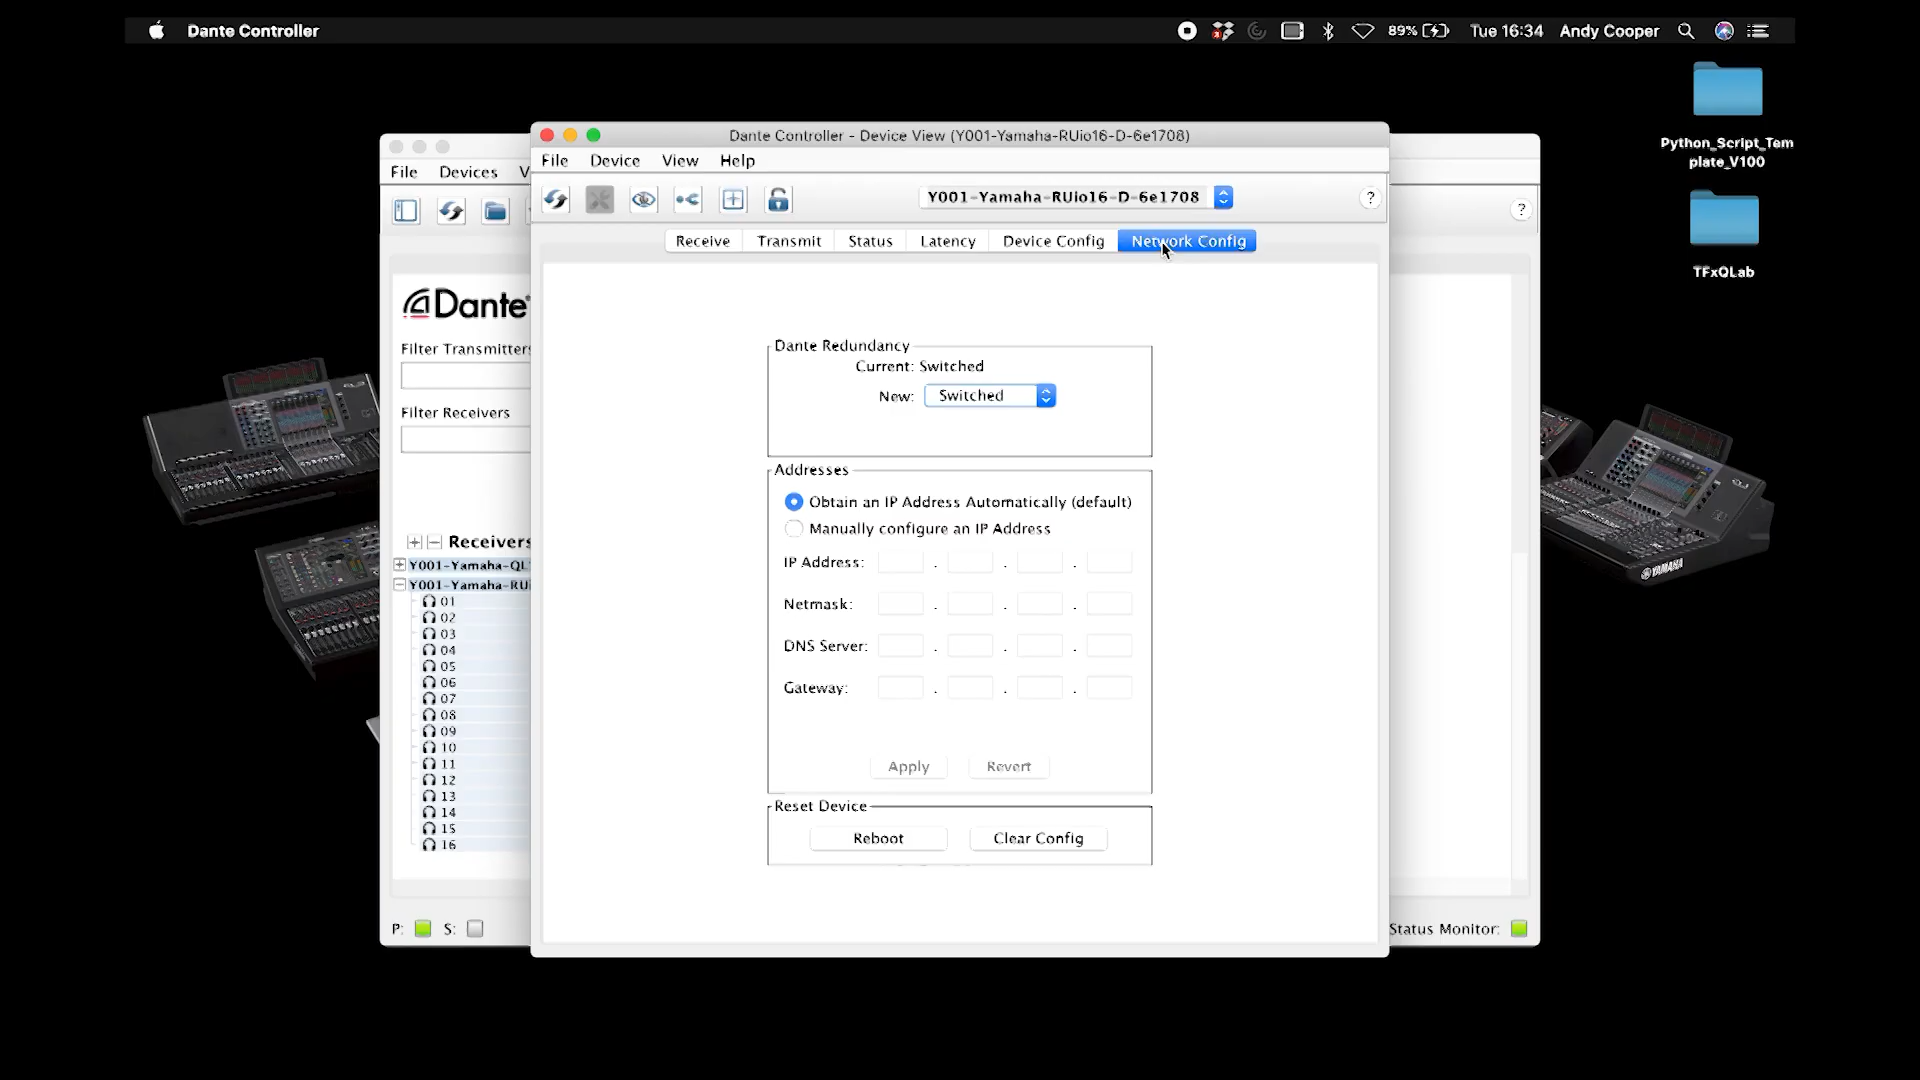 Dante Controller
89%
Tue 16:34
Andy Cooper
Python_Script_Tem
plate_V100
TFxQLab
Dante Controller - Device View (Y001-Yamaha-RUio16-D-6e1708)
File Device View Help
Y001-Yamaha-RUio16-D-6e1708
?
Receive
Transmit
Status
Latency
Device Config
Network Config
Dante Redundancy
Current: Switched
New: Switched
Addresses
Obtain an IP Address Automatically (default)
Manually configure an IP Address
IP Address: . . .
Netmask: . . .
DNS Server: . . .
Gateway: . . .
Apply
Revert
Reset Device
Reboot
Clear Config
File Devices V
?
Dante
Filter Transmitters
Filter Receivers
Receivers
Y001-Yamaha-QL
Y001-Yamaha-RU
01
02
03
04
05
06
07
08
09
10
11
12
13
14
15
16
P: S:
Status Monitor:
YAMAHA